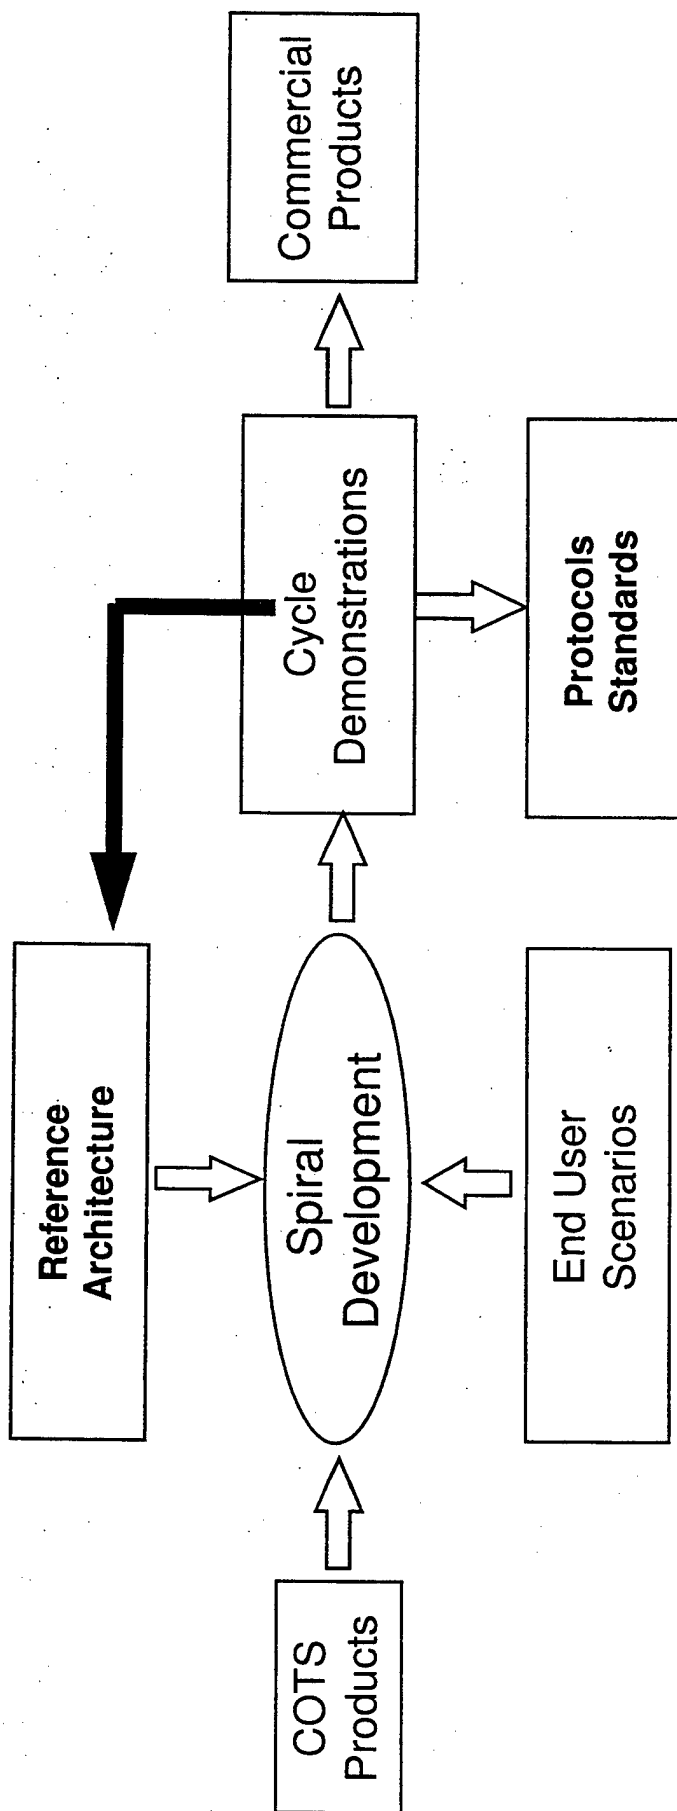 Reference
Architecture
COTS
Products
Spiral
Development
Cycle
Demonstrations
Commercial
Products
End User
Scenarios
Protocols
Standards